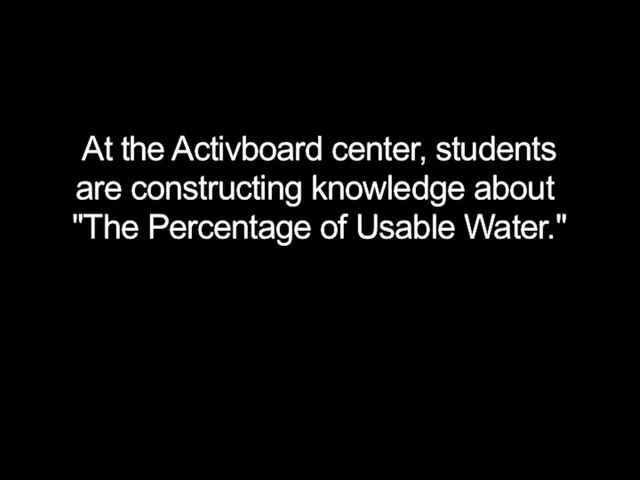 At the Activboard center, students
are constructing knowledge about
"The Percentage of Usable Water."